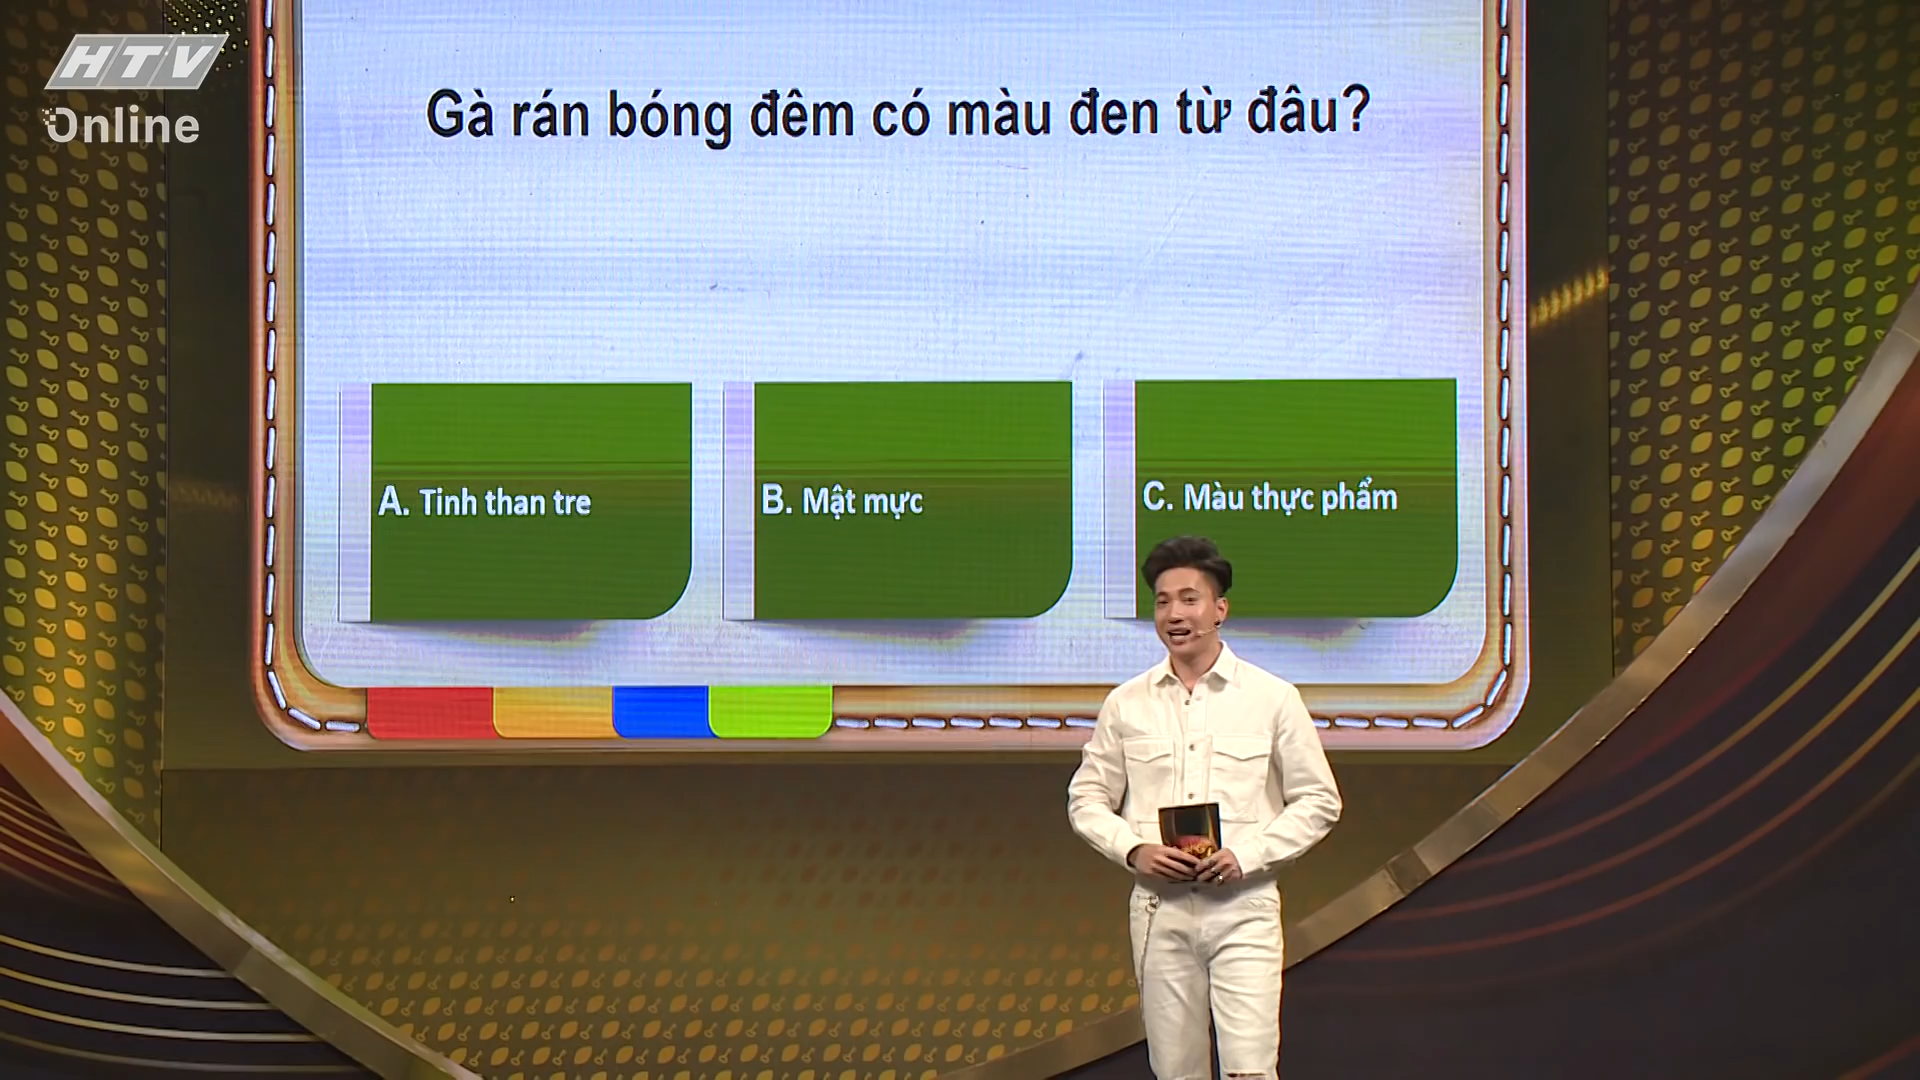 HTV
Online
Gà rán bóng đêm có màu đen từ đâu?
A. Tinh than tre
B. Mật mực
C. Màu thực phẩm